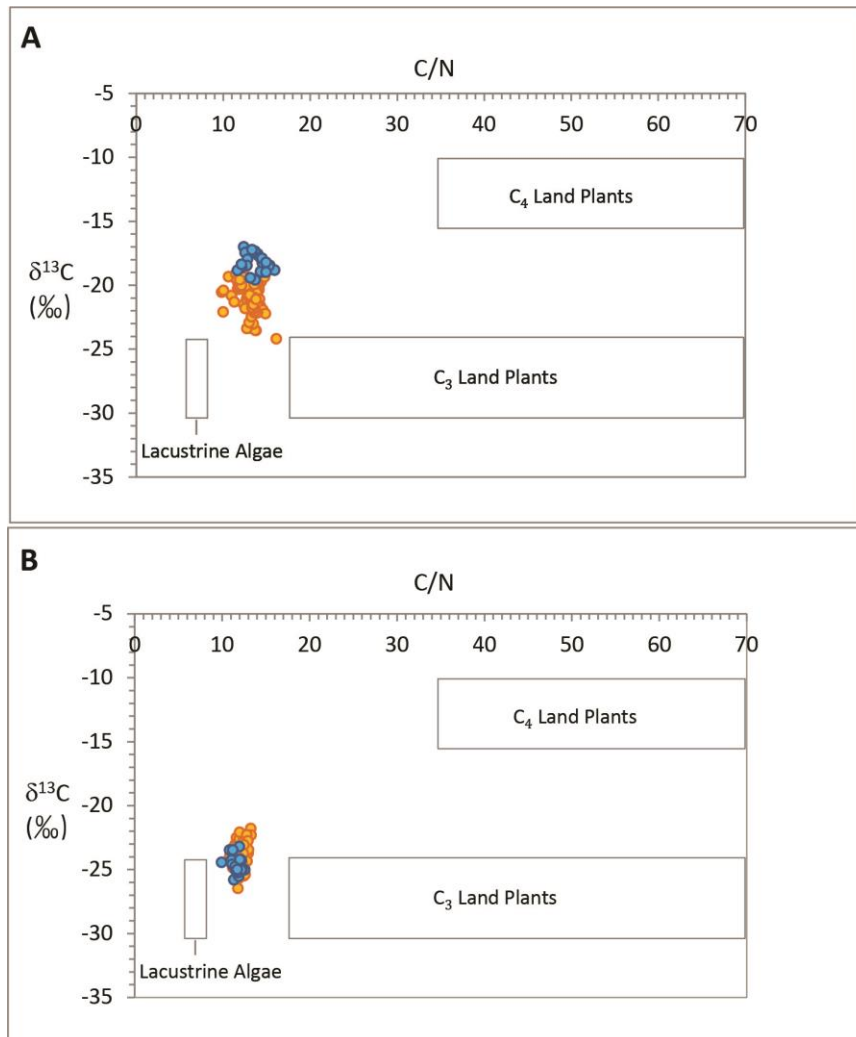 A
C/N
-5
0 10 20 30 40 50 60 70
-10
C₄ Land Plants
-15
δ¹³C
-20
(‰)
-25
C₃ Land Plants
-30
Lacustrine Algae
-35
B
C/N
-5
0 10 20 30 40 50 60 70
-10
C₄ Land Plants
-15
δ¹³C
-20
(‰)
-25
C₃ Land Plants
-30
Lacustrine Algae
-35